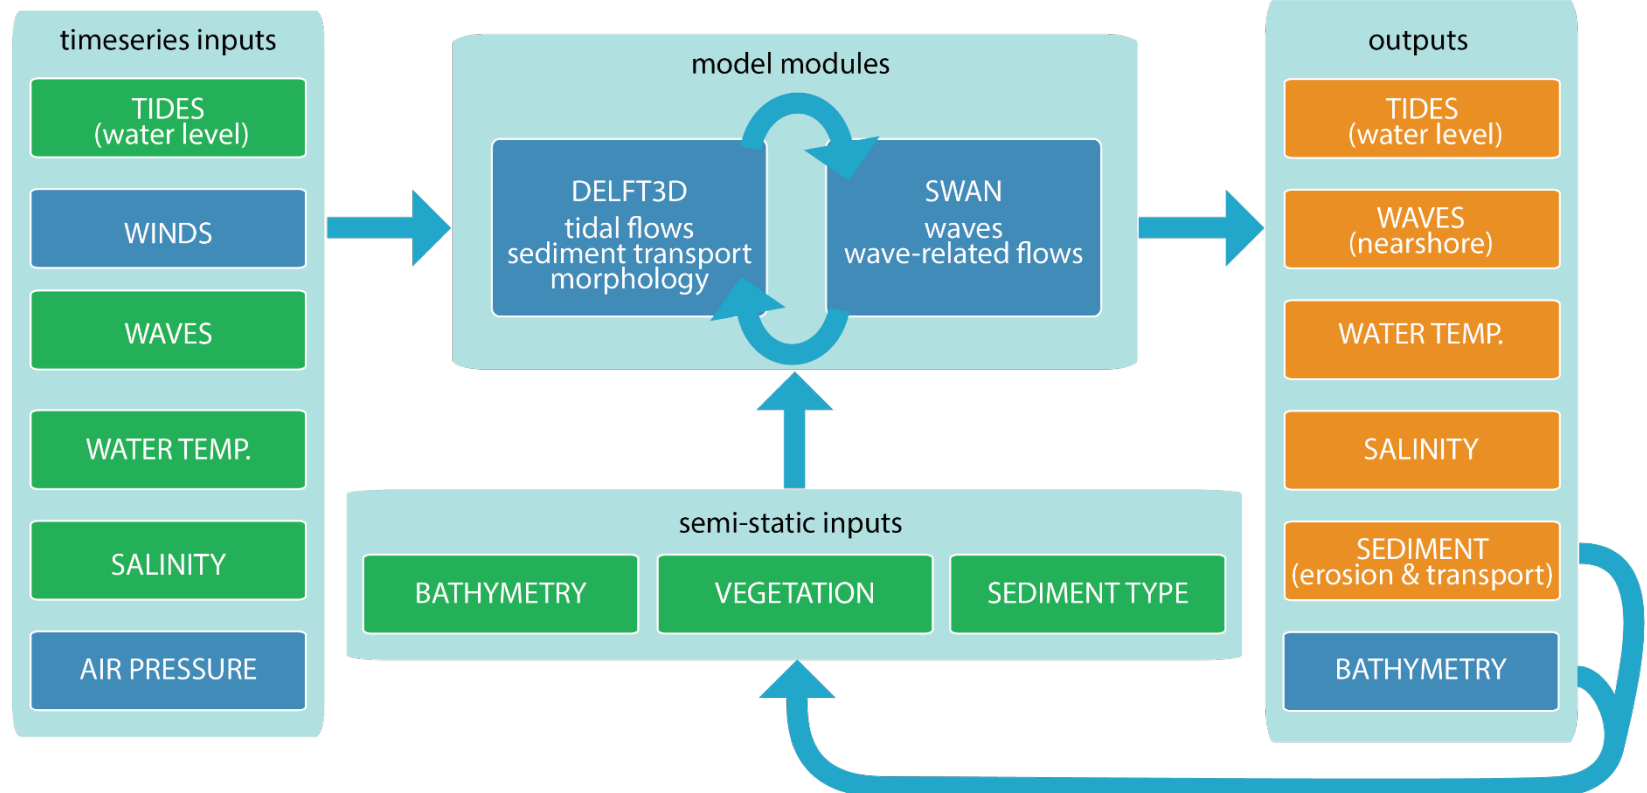 timeseries inputs
TIDES
(water level)
WINDS
WAVES
WATER TEMP.
SALINITY
AIR PRESSURE
model modules
DELFT3D
tidal flows
sediment transport
morphology
SWAN
waves
wave-related flows
semi-static inputs
BATHYMETRY
VEGETATION
SEDIMENT TYPE
outputs
TIDES
(water level)
WAVES
(nearshore)
WATER TEMP.
SALINITY
SEDIMENT
(erosion & transport)
BATHYMETRY